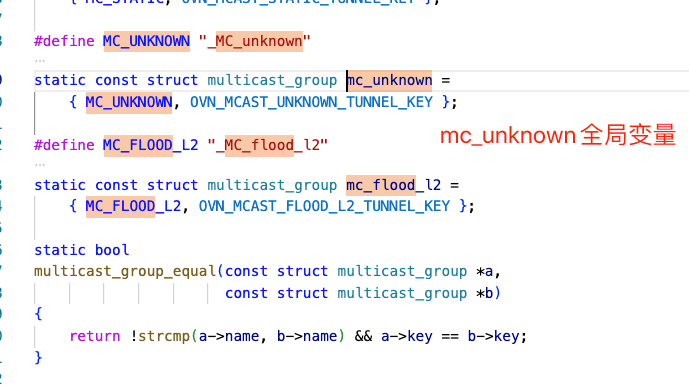 { MC_STATIC, OVN_MCAST_STATIC_TUNNEL_KEY };
#define MC_UNKNOWN "_MC_unknown"
static const struct multicast_group mc_unknown =
{ MC_UNKNOWN, OVN_MCAST_UNKNOWN_TUNNEL_KEY };
mc_unknown全局变量
#define MC_FLOOD_L2 "_MC_flood_l2"
static const struct multicast_group mc_flood_l2 =
{ MC_FLOOD_L2, OVN_MCAST_FLOOD_L2_TUNNEL_KEY };
static bool
multicast_group_equal(const struct multicast_group *a,
const struct multicast_group *b)
{
return !strcmp(a->name, b->name) && a->key == b->key;
}